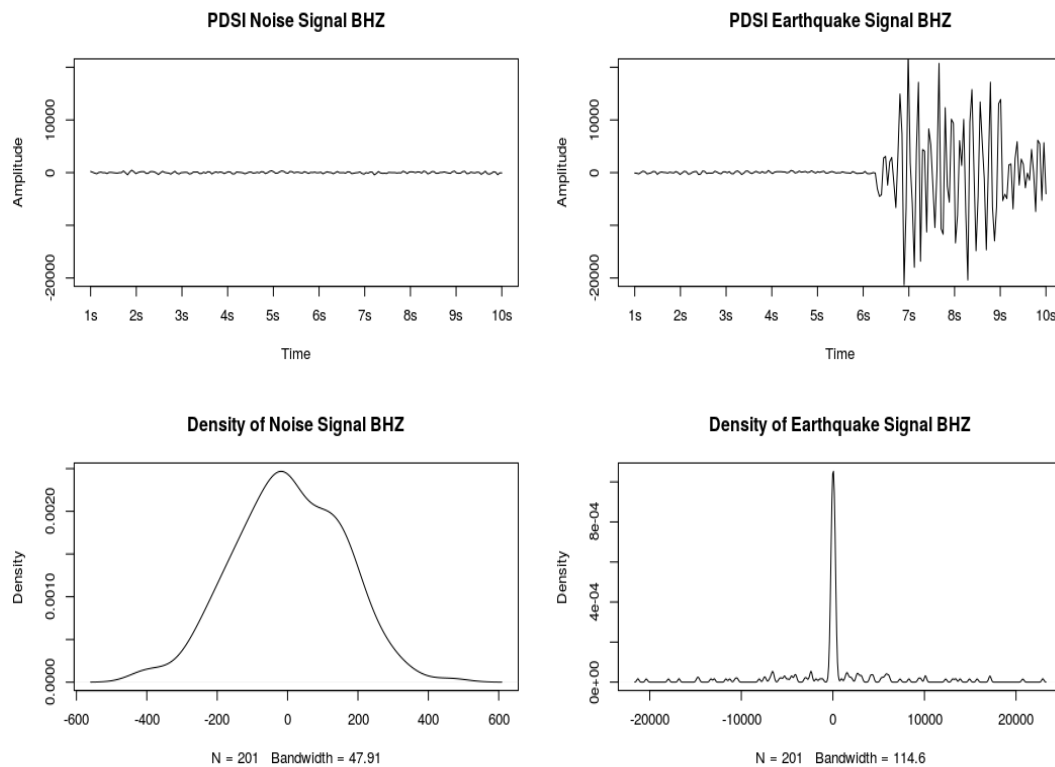 PDSI Noise Signal BHZ
Amplitude
10000
0
-20000
1s 2s 3s 4s 5s 6s 7s 8s 9s 10s
Time
PDSI Earthquake Signal BHZ
Amplitude
10000
0
-20000
1s 2s 3s 4s 5s 6s 7s 8s 9s 10s
Time
Density of Noise Signal BHZ
Density
0.0020
0.0010
0.0000
-600 -400 -200 0 200 400 600
N = 201 Bandwidth = 47.91
Density of Earthquake Signal BHZ
Density
8e-04
4e-04
0e+00
-20000 -10000 0 10000 20000
N = 201 Bandwidth = 114.6